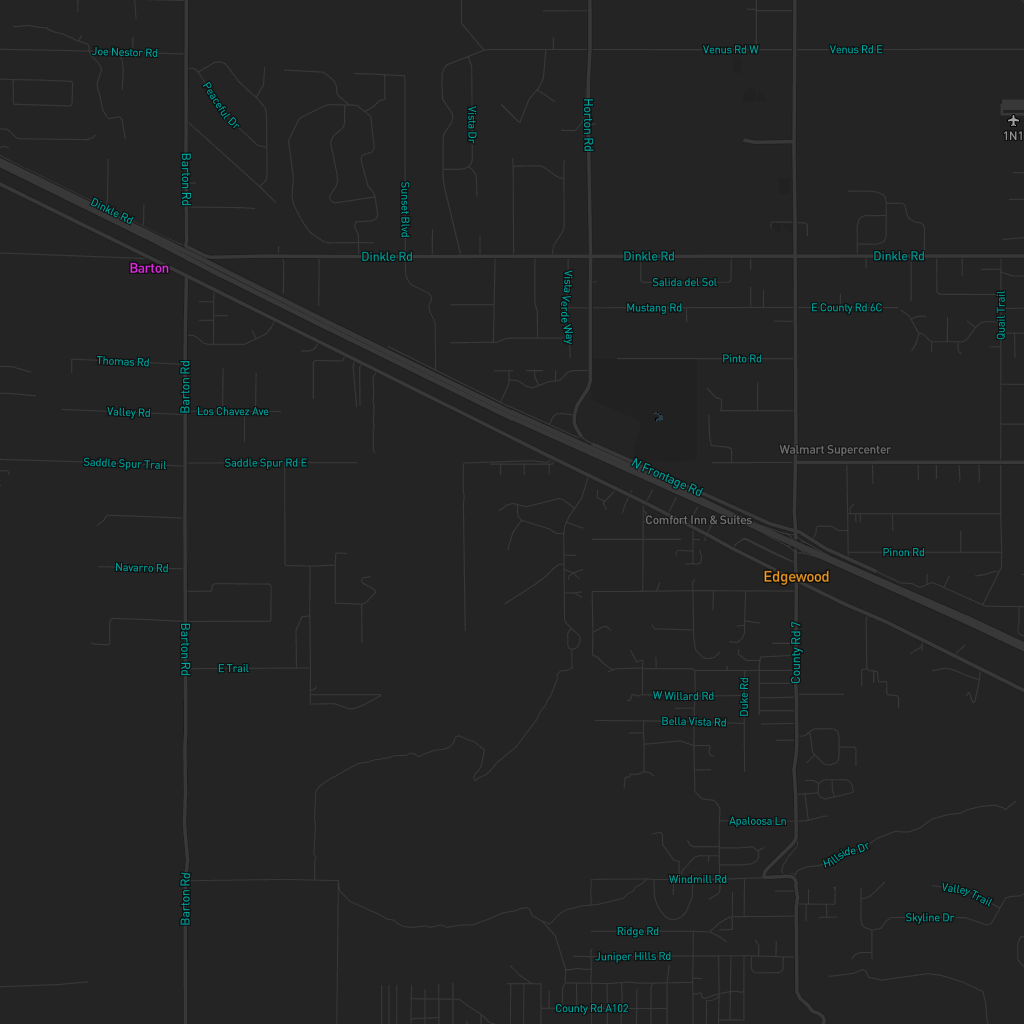 Joe Nestor Rd
Venus Rd W
Venus Rd E
Peaceful Dr
Vista Dr
Horton Rd
1N1
Barton Rd
Sunset Blvd
Dinkle Rd
Dinkle Rd
Dinkle Rd
Dinkle Rd
Barton
Salida del Sol
Vista Verde Way
Mustang Rd
E County Rd 6C
Quail Trail
Thomas Rd
Pinto Rd
Barton Rd
Valley Rd
Los Chavez Ave
Walmart Supercenter
Saddle Spur Trail
Saddle Spur Rd E
N Frontage Rd
Comfort Inn & Suites
Pinon Rd
Navarro Rd
Edgewood
Barton Rd
County Rd 7
E Trail
W Willard Rd
Duke Rd
Bella Vista Rd
Apaloosa Ln
Hillside Dr
Windmill Rd
Barton Rd
Valley Trail
Skyline Dr
Ridge Rd
Juniper Hills Rd
County Rd A102